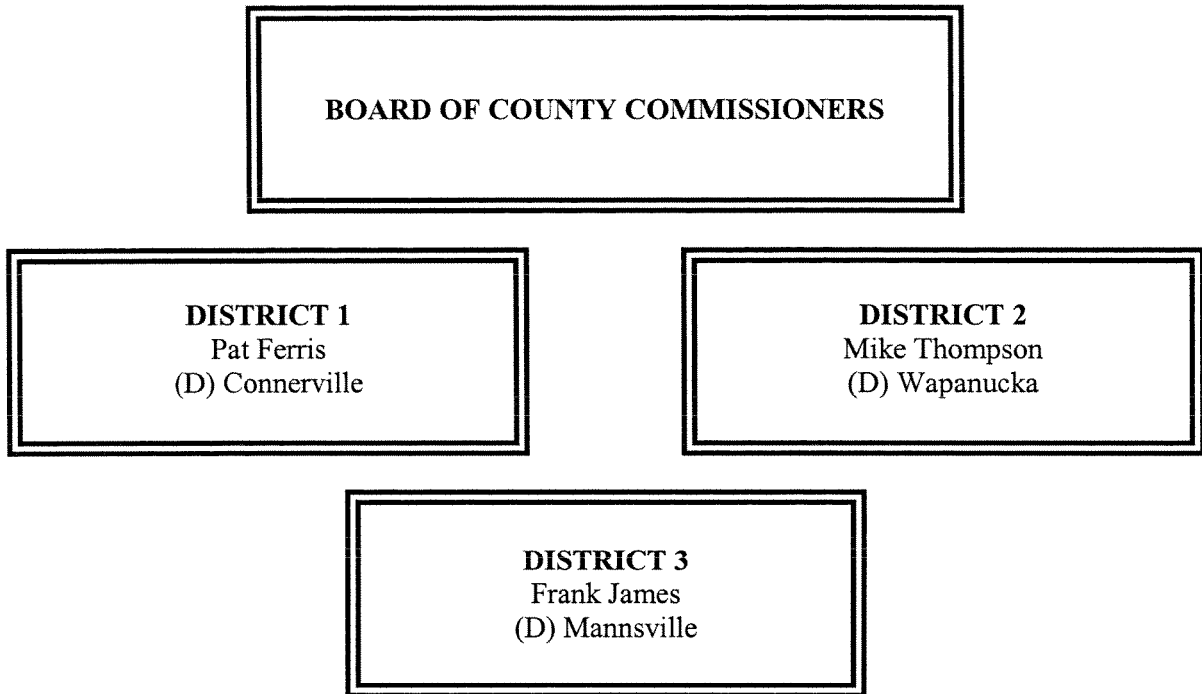 BOARD OF COUNTY COMMISSIONERS
DISTRICT 1
Pat Ferris
(D) Connerville
DISTRICT 2
Mike Thompson
(D) Wapanucka
DISTRICT 3
Frank James
(D) Mannsville